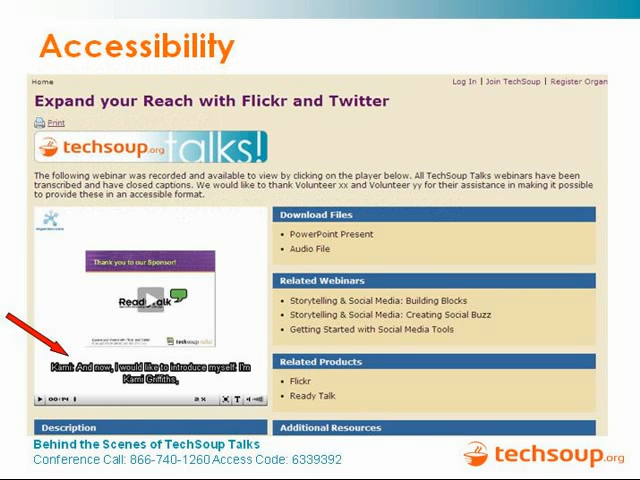 Accessibility
Home
Log In | Join TechSoup | Register Organ
Expand your Reach with Flickr and Twitter
Print
techsoup.org talks!
The following webinar was recorded and available to view by clicking on the player below. All TechSoup Talks webinars have been
transcribed and have closed captions. We would like to thank Volunteer xx and Volunteer yy for their assistance in making it possible
to provide these in an accessible format.
Thank you to our Sponsor!
ReadyTalk
techsoup talks!
Kami: And now, I would like to introduce myself. I'm
Kami Griffiths,
00:14
2 X
T
Download Files
• PowerPoint Present
• Audio File
Related Webinars
• Storytelling & Social Media: Building Blocks
• Storytelling & Social Media: Creating Social Buzz
• Getting Started with Social Media Tools
Related Products
• Flickr
• Ready Talk
Description
Additional Resources
Behind the Scenes of TechSoup Talks
Conference Call: 866-740-1260 Access Code: 6339392
techsoup.org